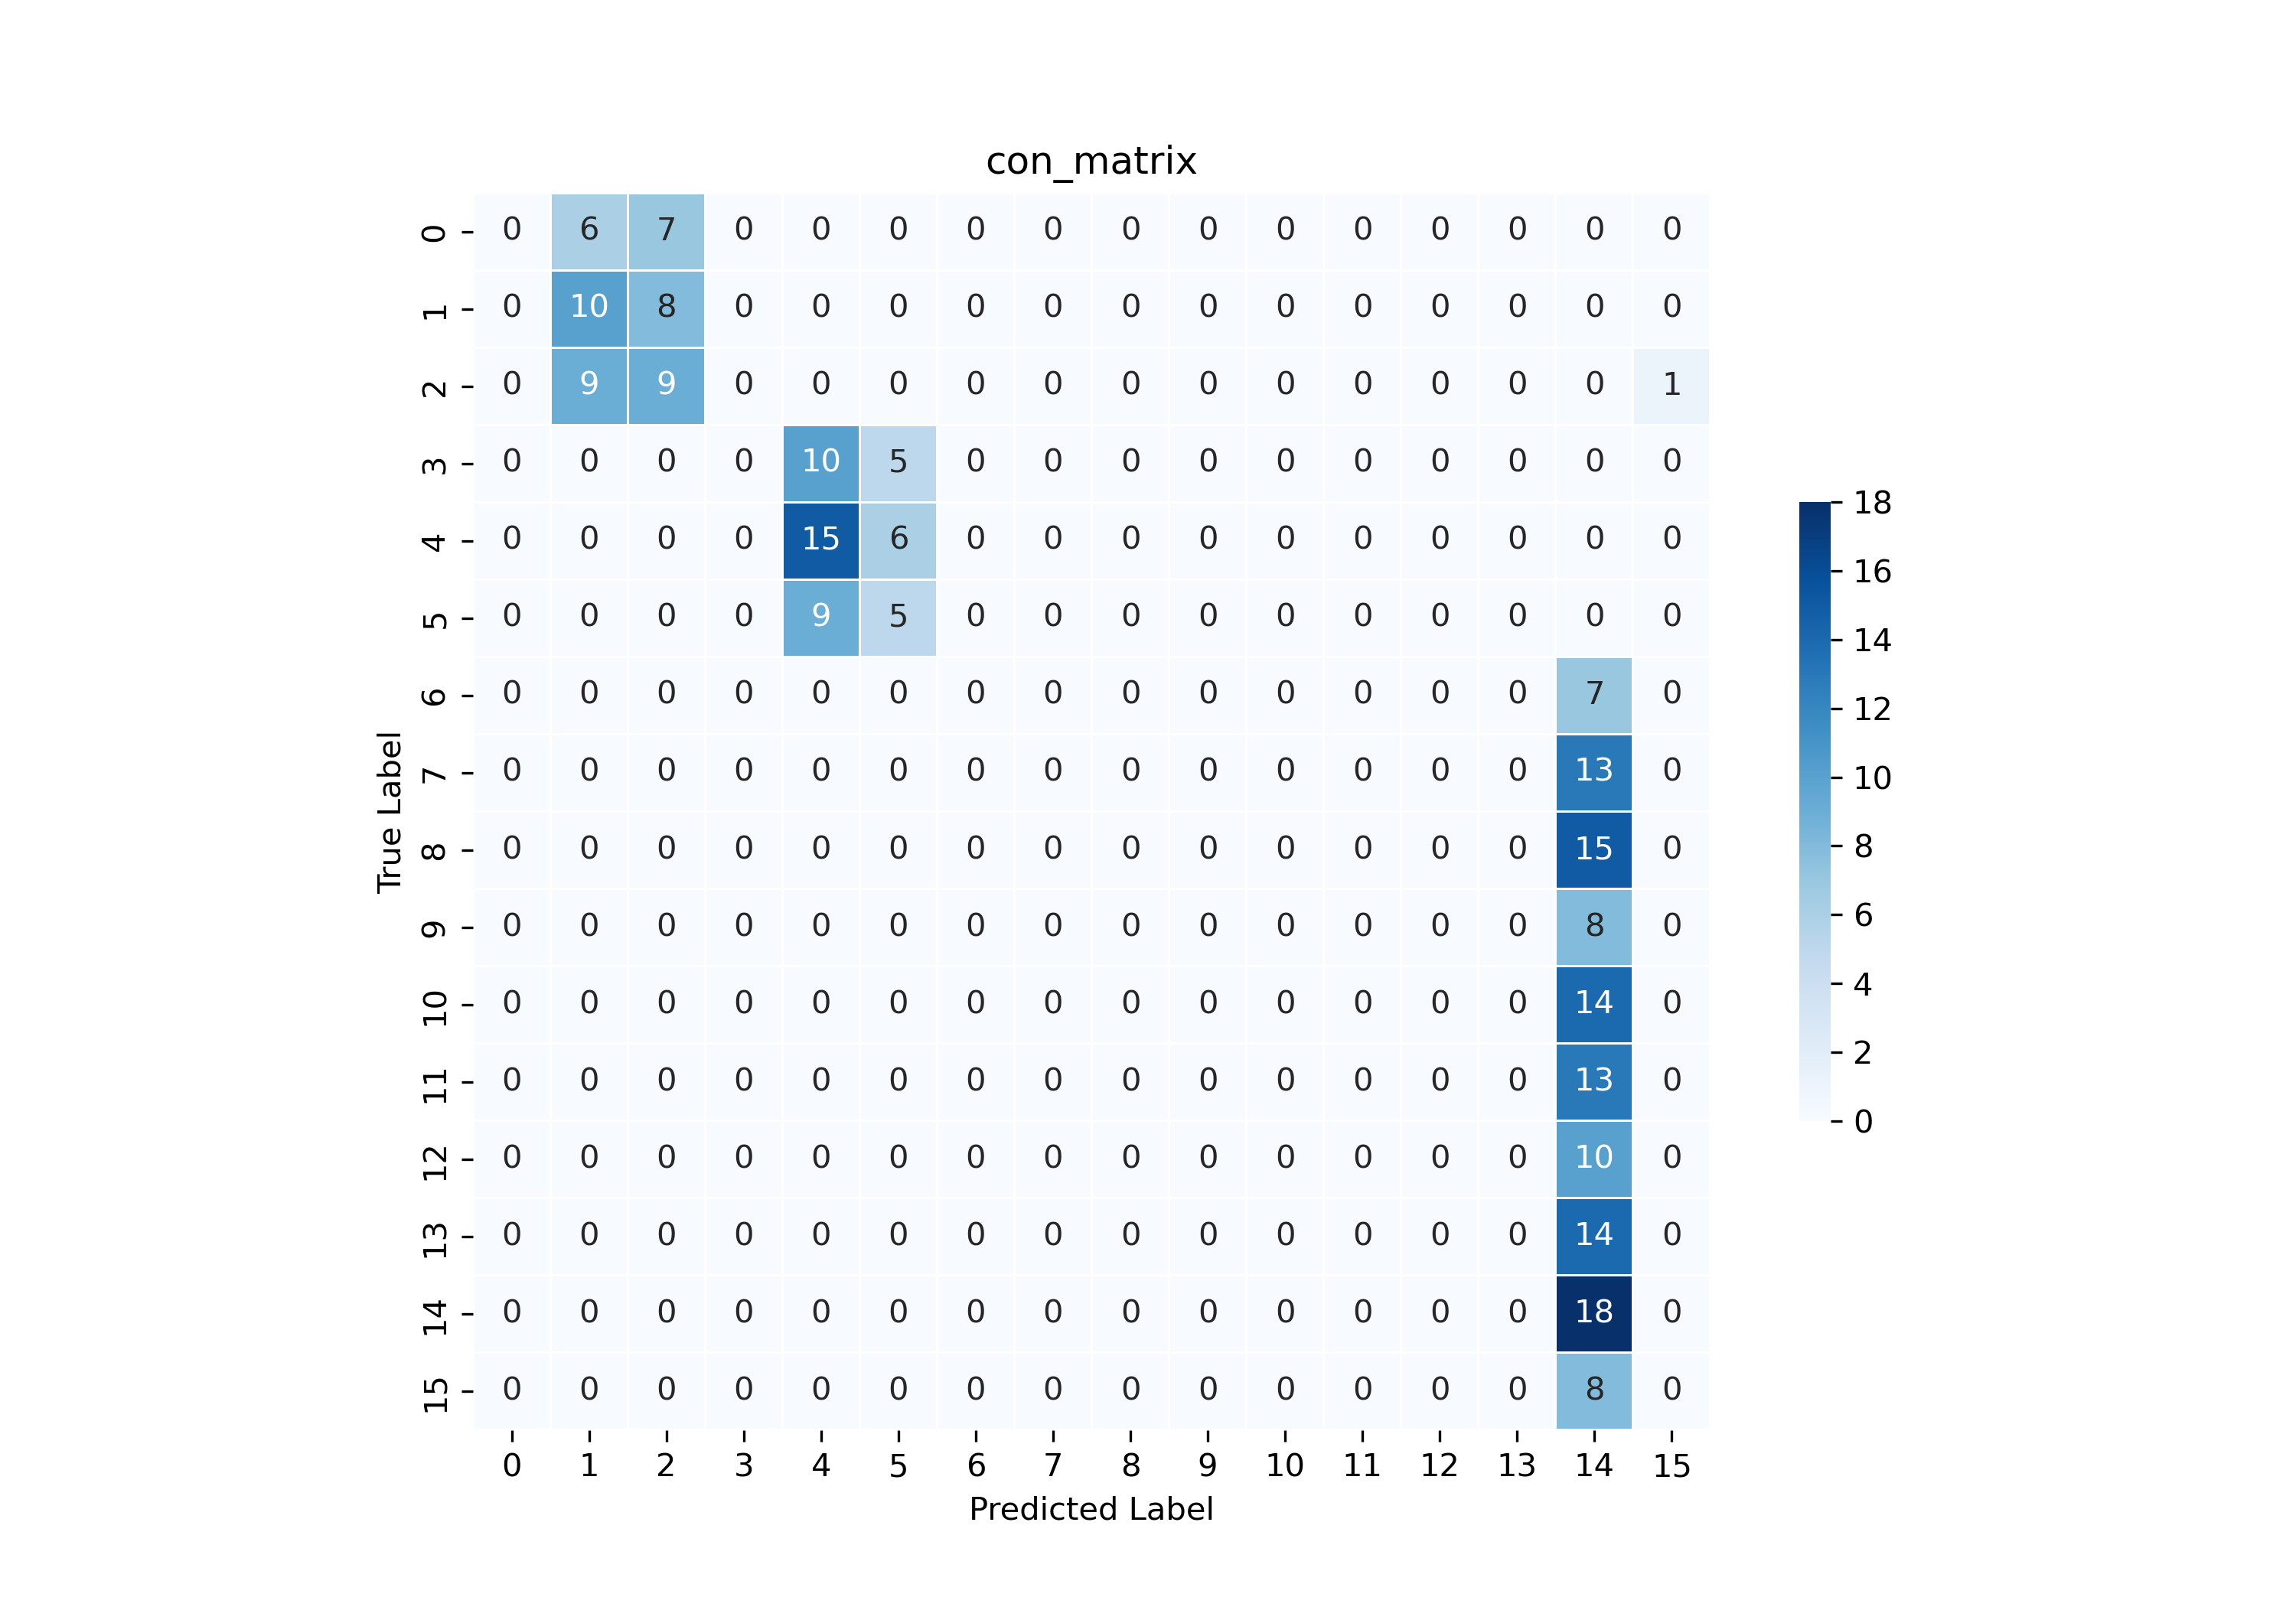 con_matrix
0 0 6 7 0 0 0 0 0 0 0 0 0 0 0 0 0
1 0 10 8 0 0 0 0 0 0 0 0 0 0 0 0 0
2 0 9 9 0 0 0 0 0 0 0 0 0 0 0 0 1
3 0 0 0 0 10 5 0 0 0 0 0 0 0 0 0 0
4 0 0 0 0 15 6 0 0 0 0 0 0 0 0 0 0
5 0 0 0 0 9 5 0 0 0 0 0 0 0 0 0 0
6 0 0 0 0 0 0 0 0 0 0 0 0 0 0 7 0
7 0 0 0 0 0 0 0 0 0 0 0 0 0 0 13 0
8 0 0 0 0 0 0 0 0 0 0 0 0 0 0 15 0
9 0 0 0 0 0 0 0 0 0 0 0 0 0 0 8 0
10 0 0 0 0 0 0 0 0 0 0 0 0 0 0 14 0
11 0 0 0 0 0 0 0 0 0 0 0 0 0 0 13 0
12 0 0 0 0 0 0 0 0 0 0 0 0 0 0 10 0
13 0 0 0 0 0 0 0 0 0 0 0 0 0 0 14 0
14 0 0 0 0 0 0 0 0 0 0 0 0 0 0 18 0
15 0 0 0 0 0 0 0 0 0 0 0 0 0 0 8 0
0 1 2 3 4 5 6 7 8 9 10 11 12 13 14 15
Predicted Label
True Label
18
16
14
12
10
8
6
4
2
0